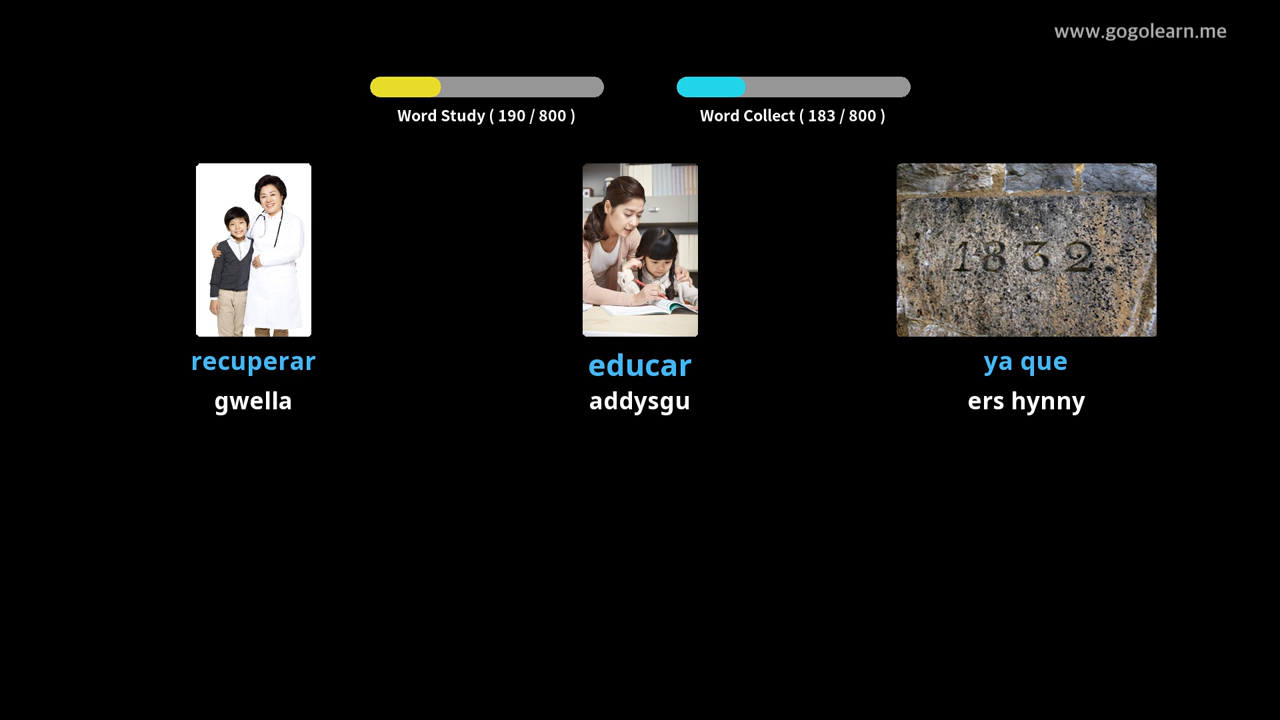 www.gogolearn.me
Word Study ( 190 / 800 )
Word Collect ( 183 / 800 )
1832.
recuperar
educar
ya que
gwella
addysgu
ers hynny